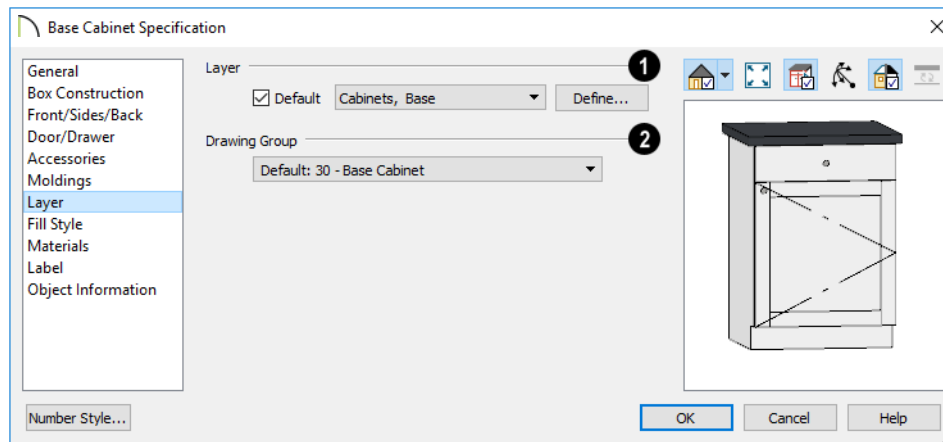 Base Cabinet Specification
General
Box Construction
Front/Sides/Back
Door/Drawer
Accessories
Moldings
Layer
Fill Style
Materials
Label
Object Information
Layer
1
Default
Cabinets, Base
Define...
Drawing Group
2
Default: 30 - Base Cabinet
Number Style...
OK
Cancel
Help